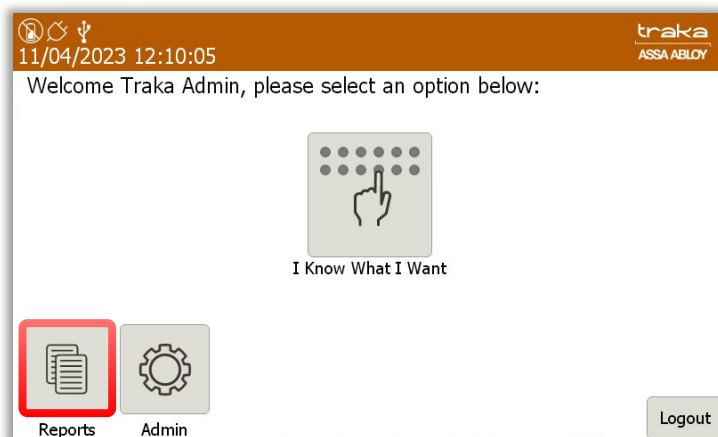 traka
11/04/2023 12:10:05
ASSA ABLOY
Welcome Traka Admin, please select an option below:
I Know What I Want
Reports
Admin
Logout